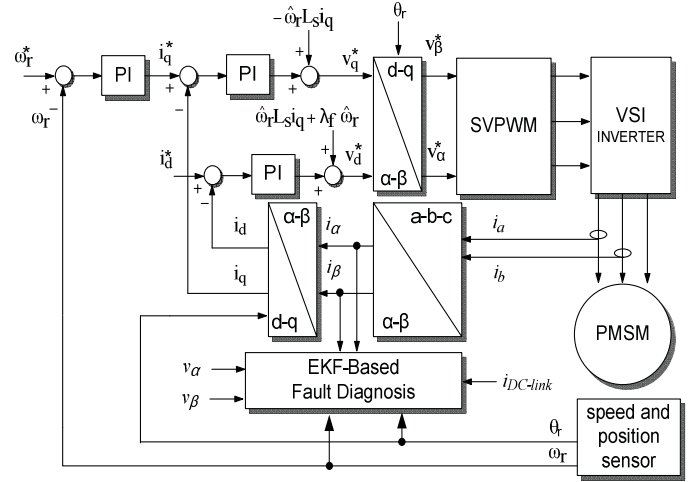 - ω̂rLsiq
θr
ω*r
PI
i*q
PI
v*q
d-q
v*β
SVPWM
VSI
INVERTER
+
+
+
+
ωr
−
−
ω̂rLsiq + λf ω̂r
i*d
PI
v*d
α-β
v*α
+
−
+
+
α-β
iα
a-b-c
ia
id
iq
iβ
ib
d-q
α-β
PMSM
vα
vβ
EKF-Based
Fault Diagnosis
iDC-link
θr
ωr
speed and
position
sensor